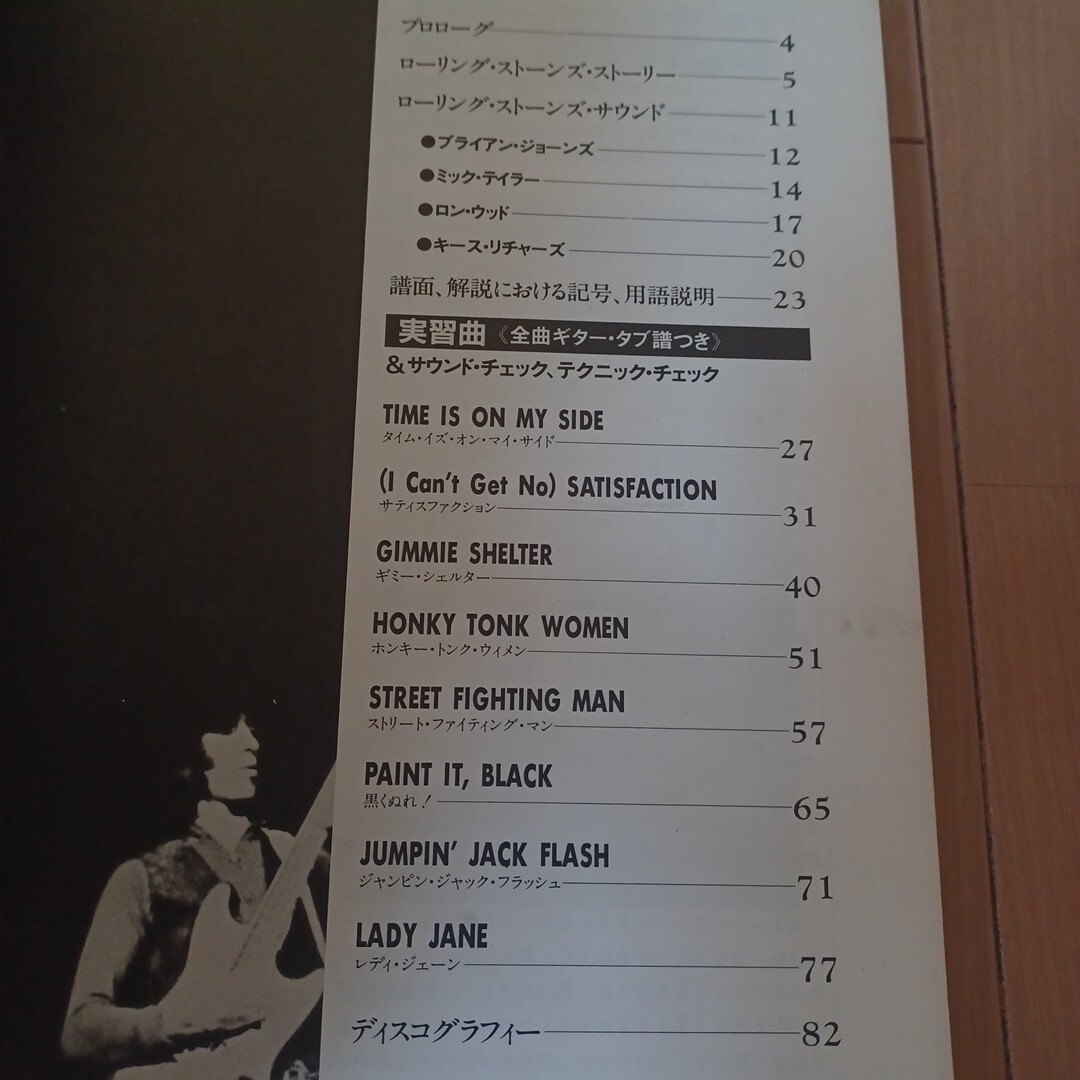 プロローグ 4
ローリング・ストーンズ・ストーリー 5
ローリング・ストーンズ・サウンド 11
●ブライアン・ジョーンズ 12
●ミック・テイラー 14
●ロン・ウッド 17
●キース・リチャーズ 20
譜面、解説における記号、用語説明 23
実習曲《全曲ギター・タブ譜つき》
&サウンド・チェック、テクニック・チェック
TIME IS ON MY SIDE
タイム・イズ・オン・マイ・サイド 27
(I Can't Get No) SATISFACTION
サティスファクション 31
GIMMIE SHELTER
ギミー・シェルター 40
HONKY TONK WOMEN
ホンキー・トンク・ウィメン 51
STREET FIGHTING MAN
ストリート・ファイティング・マン 57
PAINT IT, BLACK
黒くぬれ! 65
JUMPIN' JACK FLASH
ジャンピン・ジャック・フラッシュ 71
LADY JANE
レディ・ジェーン 77
ディスコグラフィー 82